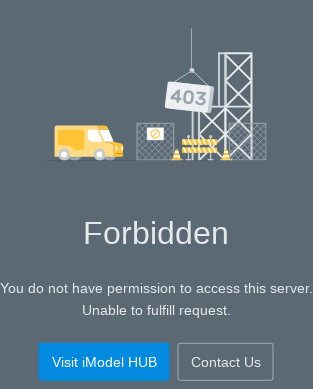 403
Forbidden
You do not have permission to access this server.
Unable to fulfill request.
Visit iModel HUB
Contact Us